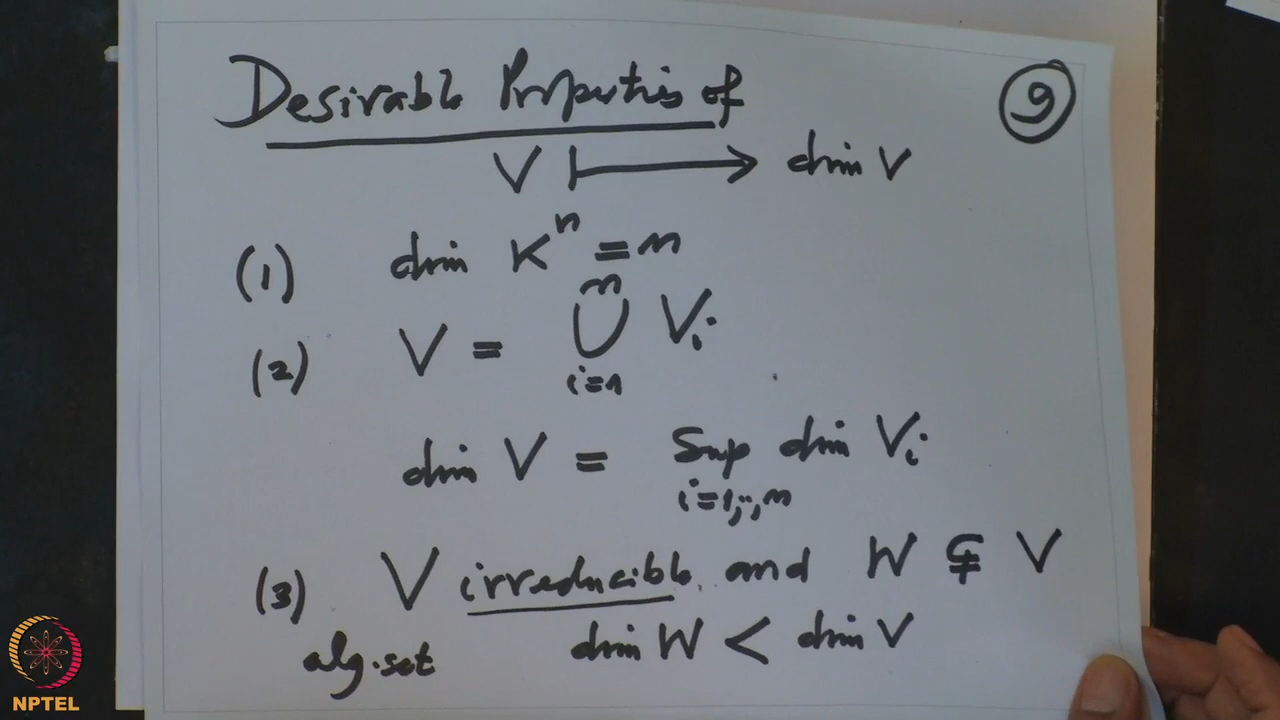 Desirable Properties of
9
V ⟼ dim V
(1) dim K^n = n
(2) V = ⋃_{i=1}^{n} V_i
dim V = Sup_{i=1,..,n} dim V_i
(3) V irreducible and W ⊊ V
alg. set dim W < dim V
NPTEL